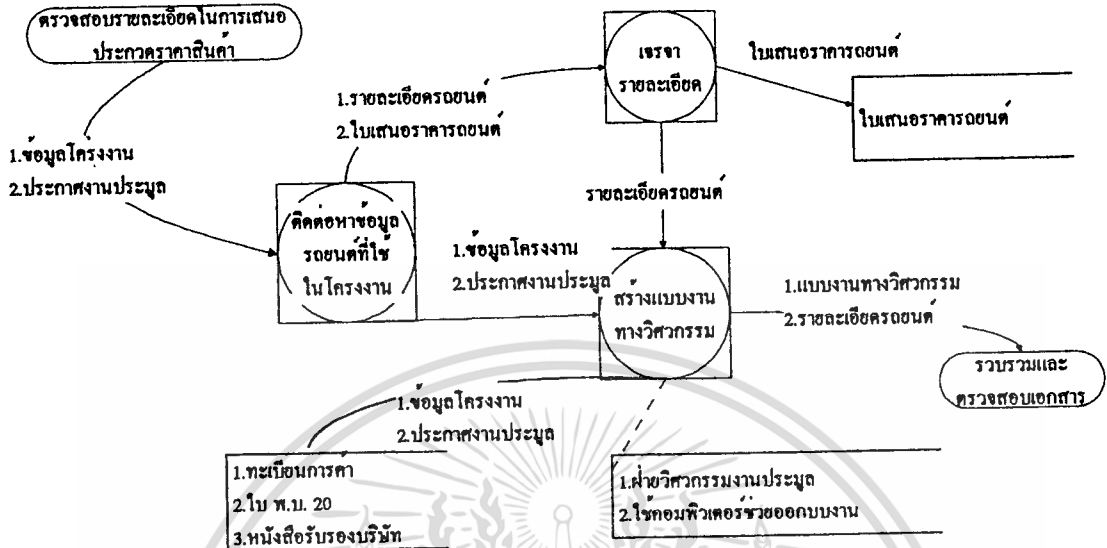 ตรวจสอบรายละเอียดในการเสนอ
ประกวดราคาสินค้า
1.ข้อมูลโครงงาน
2.ประกาศงานประมูล
ติดต่อหาข้อมูล
รถยนต์ที่ใช้
ในโครงงาน
1.รายละเอียดรถยนต์
2.ใบเสนอราคารถยนต์
เจรจา
รายละเอียด
ใบเสนอราคารถยนต์
ใบเสนอราคารถยนต์
รายละเอียดรถยนต์
1.ข้อมูลโครงงาน
2.ประกาศงานประมูล
สร้างแบบงาน
ทางวิศวกรรม
1.แบบงานทางวิศวกรรม
2.รายละเอียดรถยนต์
รวบรวมและ
ตรวจสอบเอกสาร
1.ข้อมูลโครงงาน
2.ประกาศงานประมูล
1.ทะเบียนการค้า
2.ใบ พ.บ. 20
3.หนังสือรับรองบริษัท
1.ฝ่ายวิศวกรรมงานประมูล
2.ใช้คอมพิวเตอร์ช่วยออกบบงาน